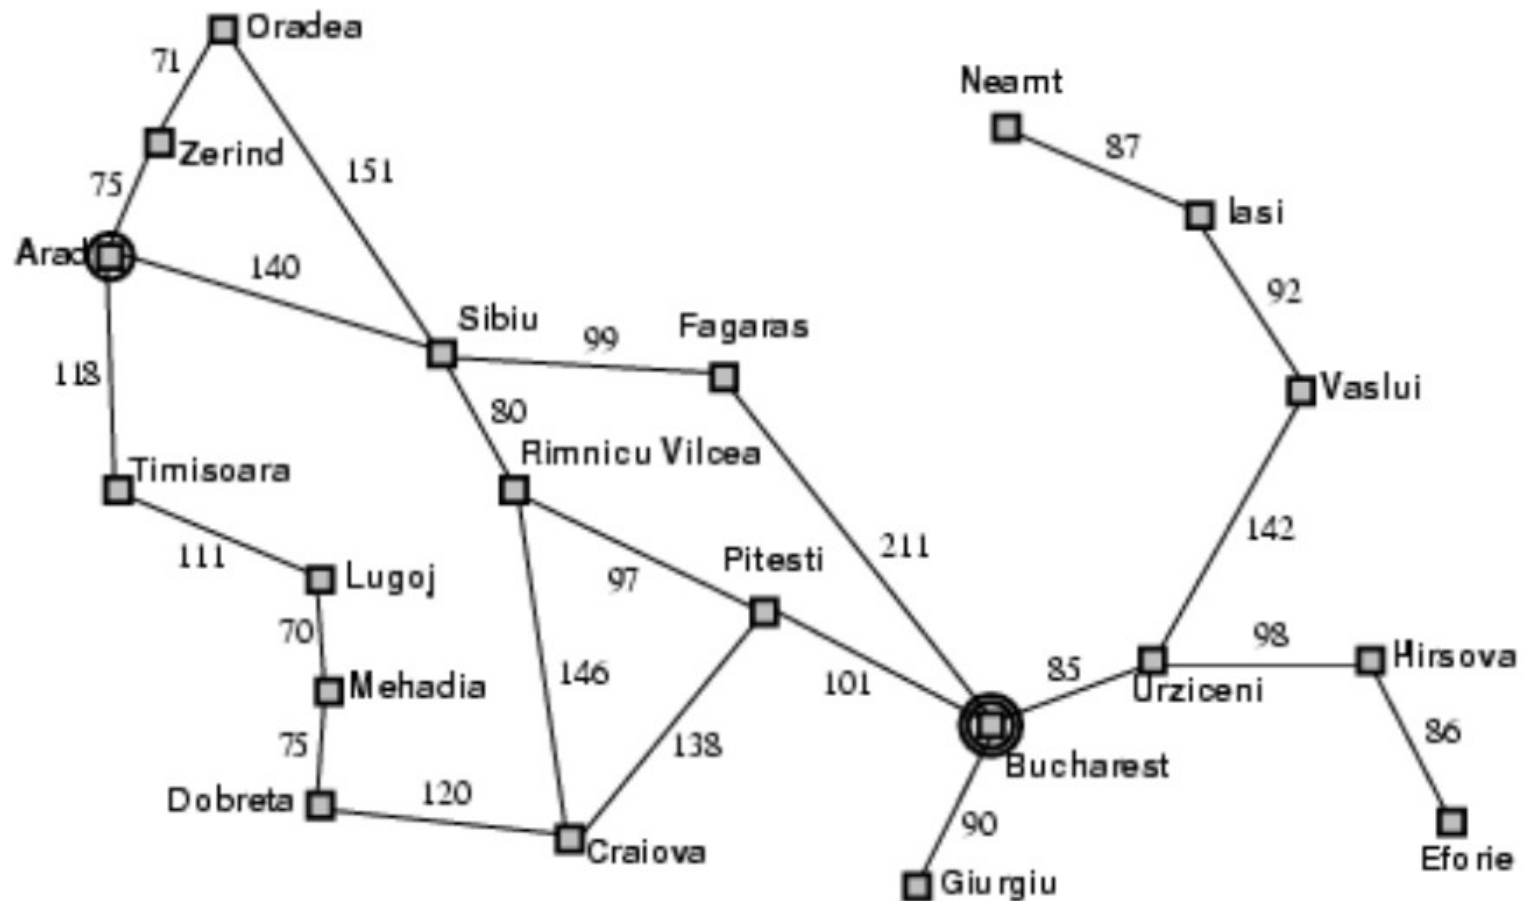 Oradea
71
Neamt
87
Zerind
151
75
Iasi
Arad
140
92
Sibiu
Fagaras
99
118
Vaslui
80
Rimnicu Vilcea
Timisoara
142
211
Pitesti
111
97
Lugoj
70
98
Hirsova
146
101
85
Urziceni
Mehadia
138
86
75
Bucharest
120
Dobreta
90
Craiova
Eforie
Giurgiu